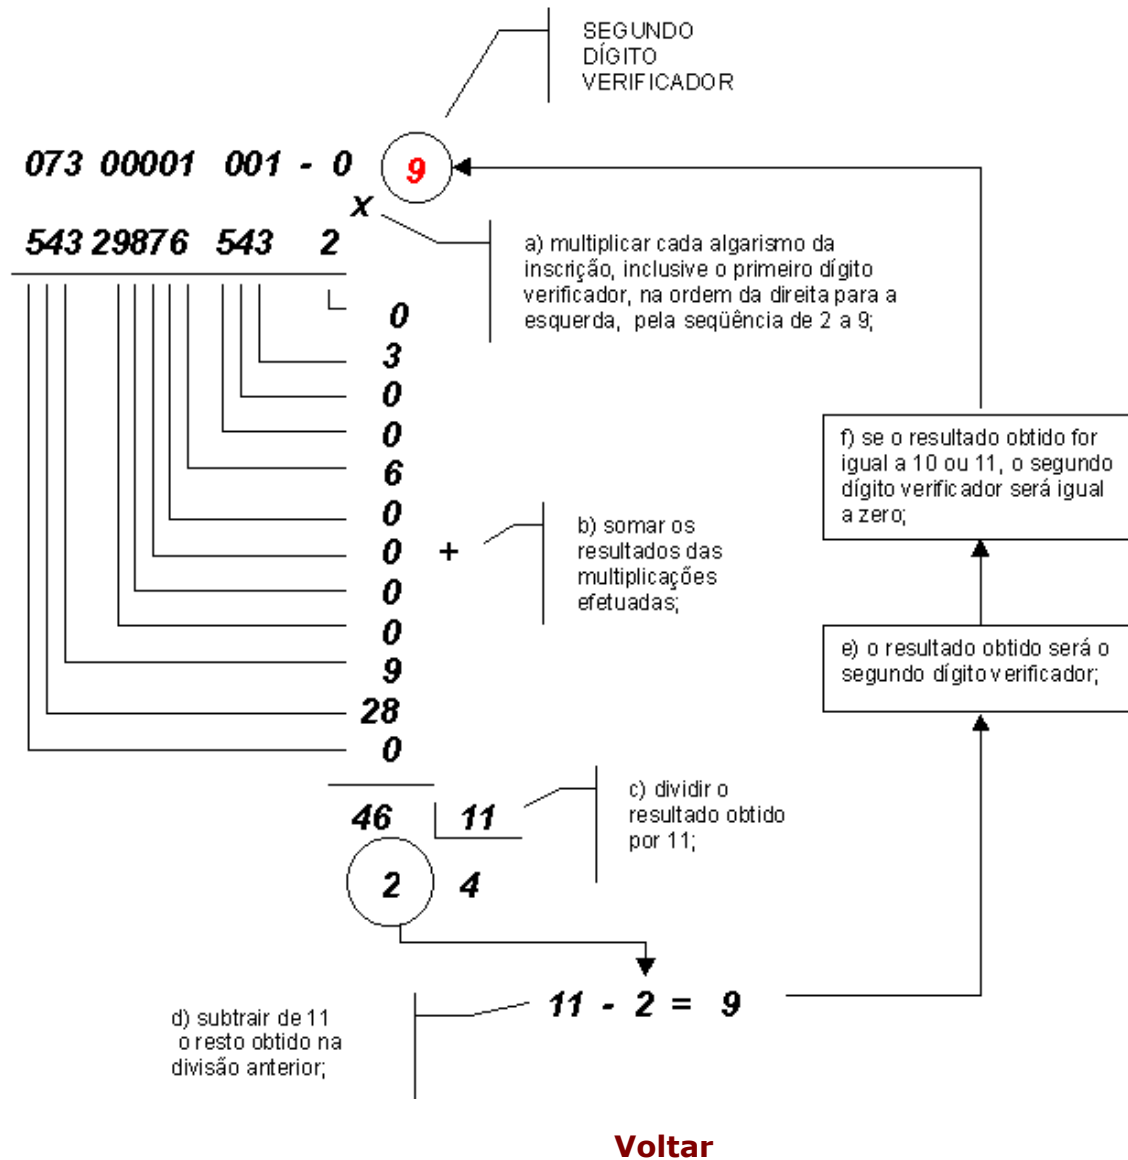 SEGUNDO
DÍGITO
VERIFICADOR
073 00001 001 - 0 9
x
543 29876 543 2
a) multiplicar cada algarismo da
inscrição, inclusive o primeiro dígito
verificador, na ordem da direita para a
esquerda, pela seqüência de 2 a 9;
0
3
0
0
6
0
0
0
0
9
28
0
+
b) somar os
resultados das
multiplicações
efetuadas;
f) se o resultado obtido for
igual a 10 ou 11, o segundo
dígito verificador será igual
a zero;
e) o resultado obtido será o
segundo dígito verificador;
46 11
2 4
c) dividir o
resultado obtido
por 11;
11 - 2 = 9
d) subtrair de 11
o resto obtido na
divisão anterior;
Voltar